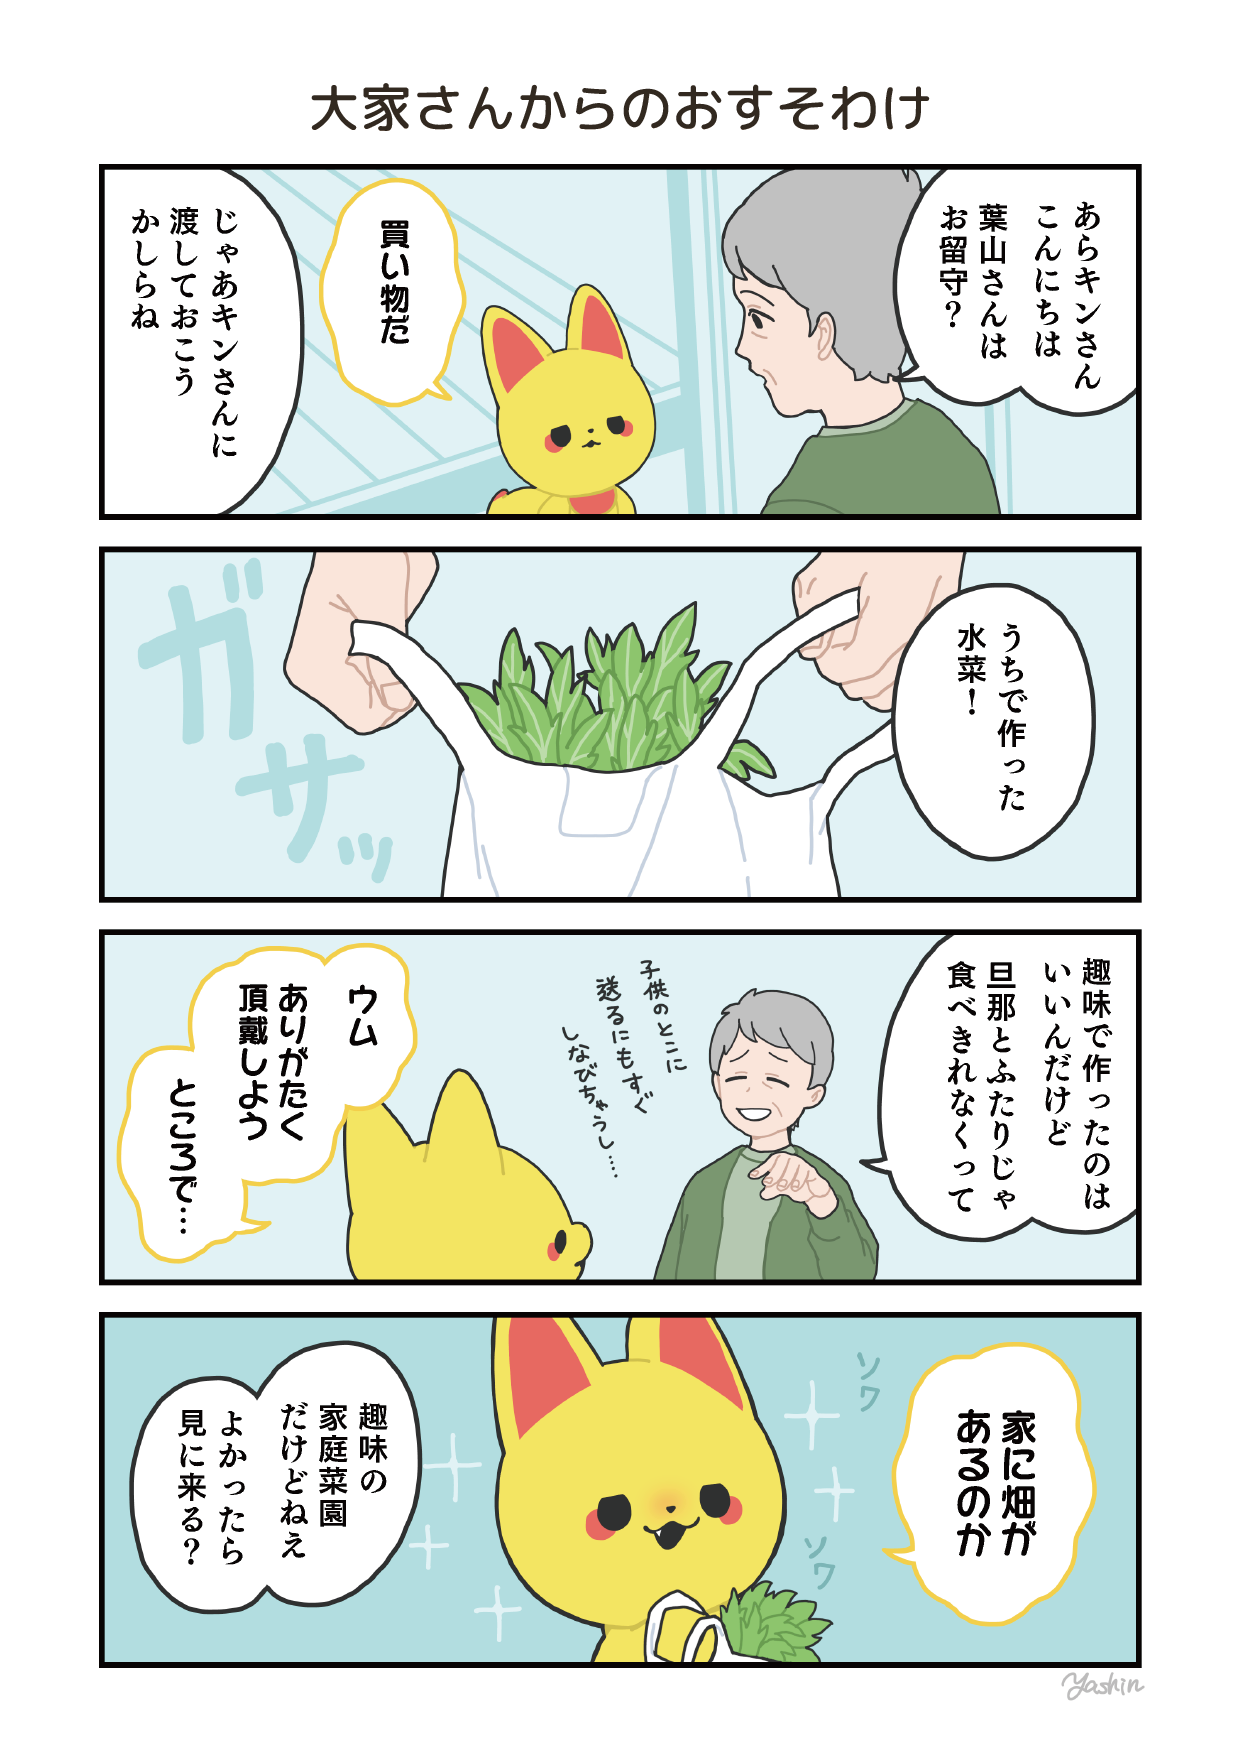 大家さんからのおすそわけ
あらキンさん
こんにちは
葉山さんは
お留守?
買い物だ
じゃあキンさんに
渡しておこう
かしらね
うちで作った
水菜!
ガサッ
趣味で作ったのは
いいんだけど
旦那とふたりじゃ
食べきれなくって
子供のとこに
送るにもすぐ
しなびちゃうし…
ウム
ありがたく
頂戴しよう
ところで…
家に畑が
あるのか
ソワ
ソワ
趣味の
家庭菜園
だけどねえ
よかったら
見に来る?
Yashin